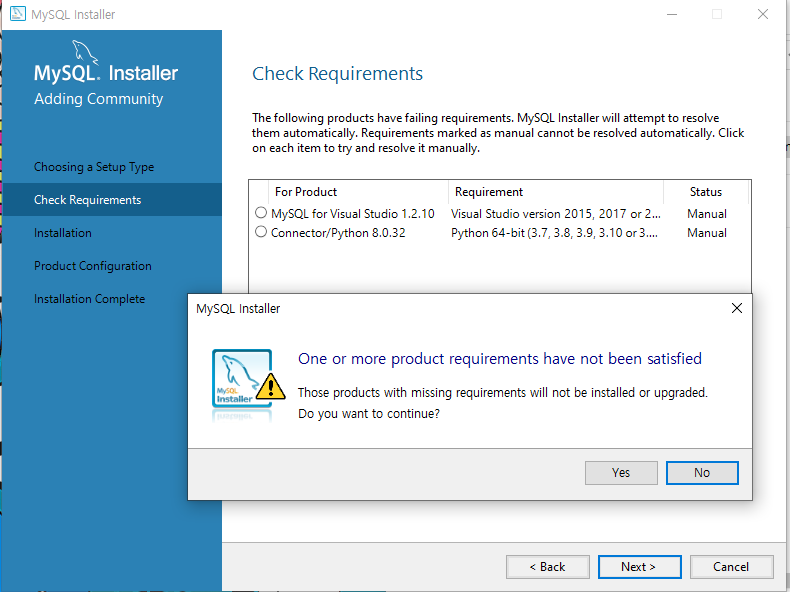 MySQL Installer
MySQL. Installer
Adding Community
Choosing a Setup Type
Check Requirements
Installation
Product Configuration
Installation Complete
Check Requirements
The following products have failing requirements. MySQL Installer will attempt to resolve
them automatically. Requirements marked as manual cannot be resolved automatically. Click
on each item to try and resolve it manually.
For Product Requirement Status
MySQL for Visual Studio 1.2.10 Visual Studio version 2015, 2017 or 2... Manual
Connector/Python 8.0.32 Python 64-bit (3.7, 3.8, 3.9, 3.10 or 3.... Manual
MySQL Installer
MySQL
Installer
One or more product requirements have not been satisfied
Those products with missing requirements will not be installed or upgraded.
Do you want to continue?
Yes No
< Back Next > Cancel